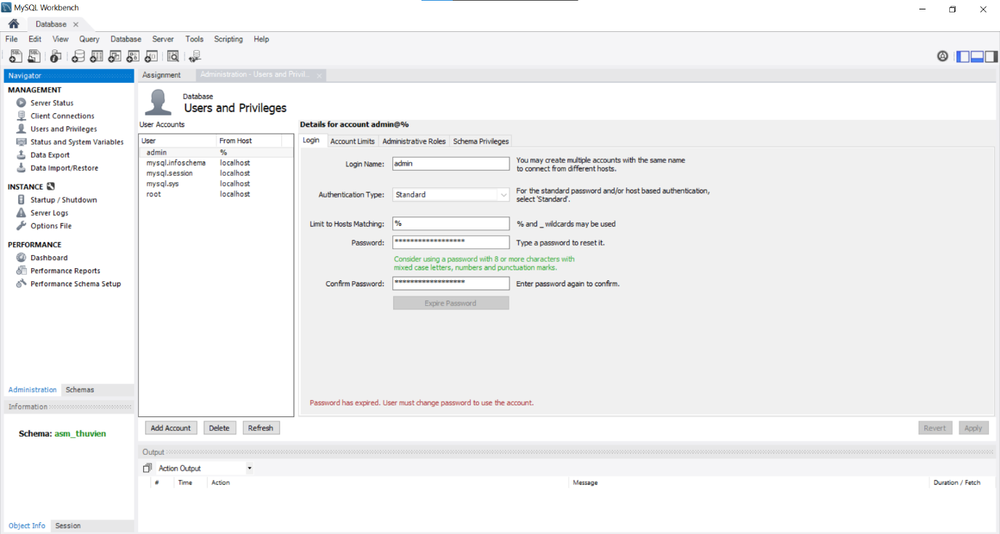 MySQL Workbench
Database
File Edit View Query Database Server Tools Scripting Help
Navigator
MANAGEMENT
Server Status
Client Connections
Users and Privileges
Status and System Variables
Data Export
Data Import/Restore
INSTANCE
Startup / Shutdown
Server Logs
Options File
PERFORMANCE
Dashboard
Performance Reports
Performance Schema Setup
Administration Schemas
Information
Schema: asm_thuvien
Object Info Session
Assignment Administration - Users and Privil...
Database
Users and Privileges
User Accounts
User From Host
admin %
mysql.infoschema localhost
mysql.session localhost
mysql.sys localhost
root localhost
Add Account Delete Refresh
Details for account admin@%
Login Account Limits Administrative Roles Schema Privileges
Login Name: admin You may create multiple accounts with the same name
to connect from different hosts.
Authentication Type: Standard For the standard password and/or host based authentication,
select 'Standard'.
Limit to Hosts Matching: % % and _ wildcards may be used
Password: ****************** Type a password to reset it.
Consider using a password with 8 or more characters with
mixed case letters, numbers and punctuation marks.
Confirm Password: ****************** Enter password again to confirm.
Expire Password
Password has expired. User must change password to use the account.
Revert Apply
Output
Action Output
# Time Action Message Duration / Fetch